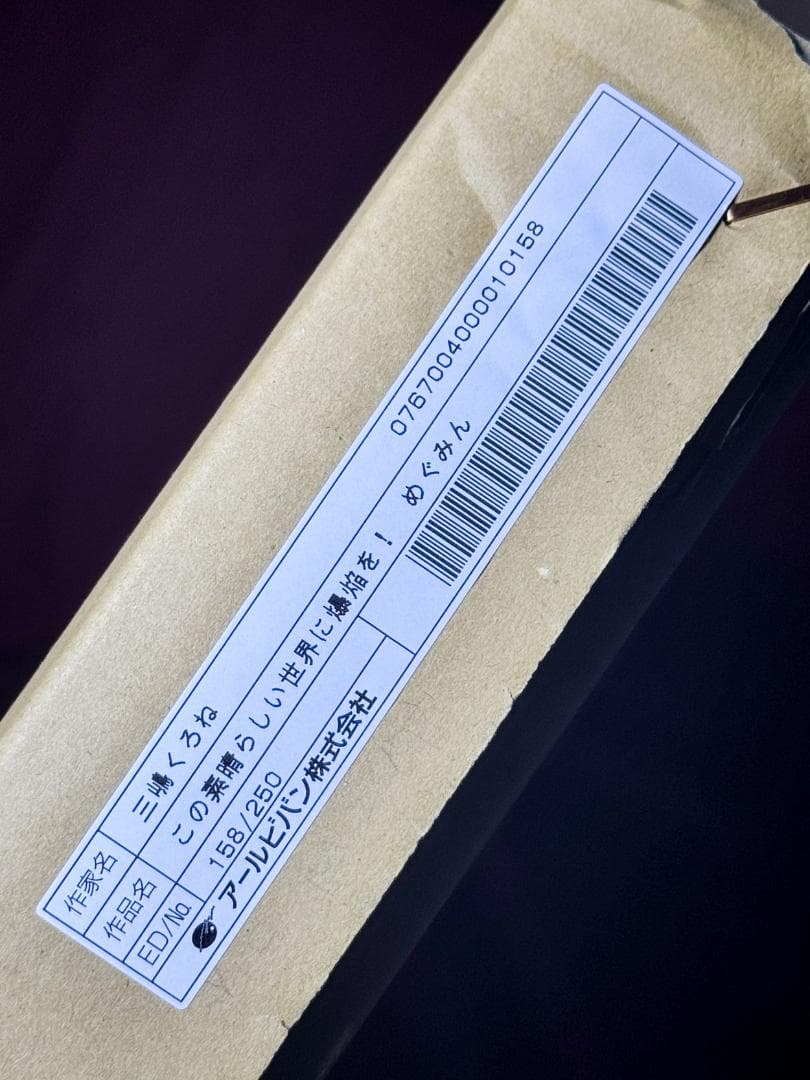 作家名 三嶋くろね 0767004000010158
作品名 この素晴らしい世界に爆焔を！ めぐみん
ED/No. 158/250
アールビバン株式会社